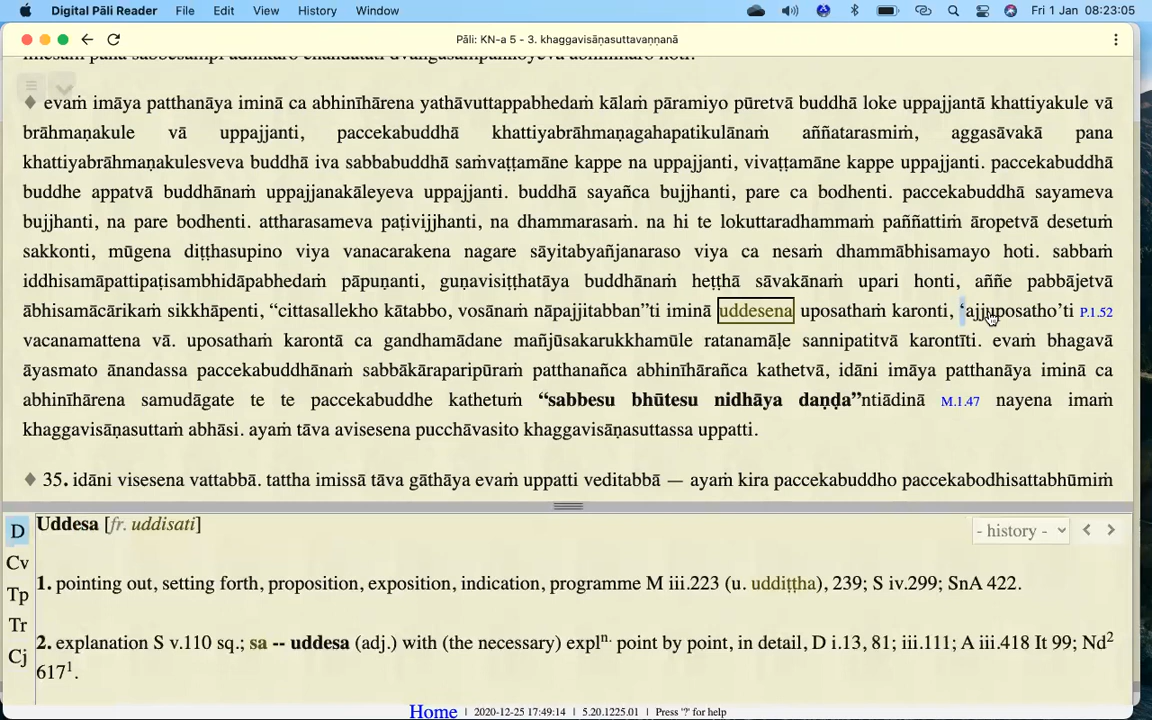 Digital Pāli Reader File Edit View History Window Fri 1 Jan 08:23:05
Pāli: KN-a 5 - 3. khaggavisāṇasuttavaṇṇanā
♦ evaṁ imāya patthanāya iminā ca abhinīhārena yathāvuttappabhedaṁ kālaṁ pāramiyo pūretvā buddhā loke uppajjantā khattiyakule vā
brāhmaṇakule vā uppajjanti, paccekabuddhā khattiyabrāhmaṇagahapatikulānaṁ aññatarasmiṁ, aggasāvakā pana
khattiyabrāhmaṇakulesveva buddhā iva sabbabuddhā saṁvaṭṭamāne kappe na uppajjanti, vivaṭṭamāne kappe uppajjanti. paccekabuddhā
buddhe appatvā buddhānaṁ uppajjanakāleyeva uppajjanti. buddhā sayañca bujjhanti, pare ca bodhenti. paccekabuddhā sayameva
bujjhanti, na pare bodhenti. attharasameva paṭivijjhanti, na dhammarasaṁ. na hi te lokuttaradhammaṁ paññattiṁ āropetvā desetuṁ
sakkonti, mūgena diṭṭhasupino viya vanacarakena nagare sāyitabyañjanaraso viya ca nesaṁ dhammābhisamayo hoti. sabbaṁ
iddhisamāpattipaṭisambhidāpabhedaṁ pāpuṇanti, guṇavisiṭṭhatāya buddhānaṁ heṭṭhā sāvakānaṁ upari honti, aññe pabbājetvā
ābhisamācārikaṁ sikkhāpenti, “cittasallekho kātabbo, vosānaṁ nāpajjitabban”ti iminā uddesena uposathaṁ karonti, ‘ajjuposatho’ti P.1.52
vacanamattena vā. uposathaṁ karontā ca gandhamādane mañjūsakarukkhamūle ratanamāḷe sannipatitvā karontīti. evaṁ bhagavā
āyasmato ānandassa paccekabuddhānaṁ sabbākāraparipūraṁ patthanañca abhinīhārañca kathetvā, idāni imāya patthanāya iminā ca
abhinīhārena samudāgate te te paccekabuddhe kathetuṁ “sabbesu bhūtesu nidhāya daṇḍa”ntiādinā M.1.47 nayena imaṁ
khaggavisāṇasuttaṁ abhāsi. ayaṁ tāva avisesena pucchāvasito khaggavisāṇasuttassa uppatti.
♦ 35. idāni visesena vattabbā. tattha imissā tāva gāthāya evaṁ uppatti veditabbā — ayaṁ kira paccekabuddho paccekabodhisattabhūmiṁ
D
Cv
Tp
Tr
Cj
Uddesa [fr. uddisati]
- history -
1. pointing out, setting forth, proposition, exposition, indication, programme M iii.223 (u. uddiṭṭha), 239; S iv.299; SnA 422.
2. explanation S v.110 sq.; sa -- uddesa (adj.) with (the necessary) expln. point by point, in detail, D i.13, 81; iii.111; A iii.418 It 99; Nd2
6171.
Home | 2020-12-25 17:49:14 | 5.20.1225.01 | Press '?' for help